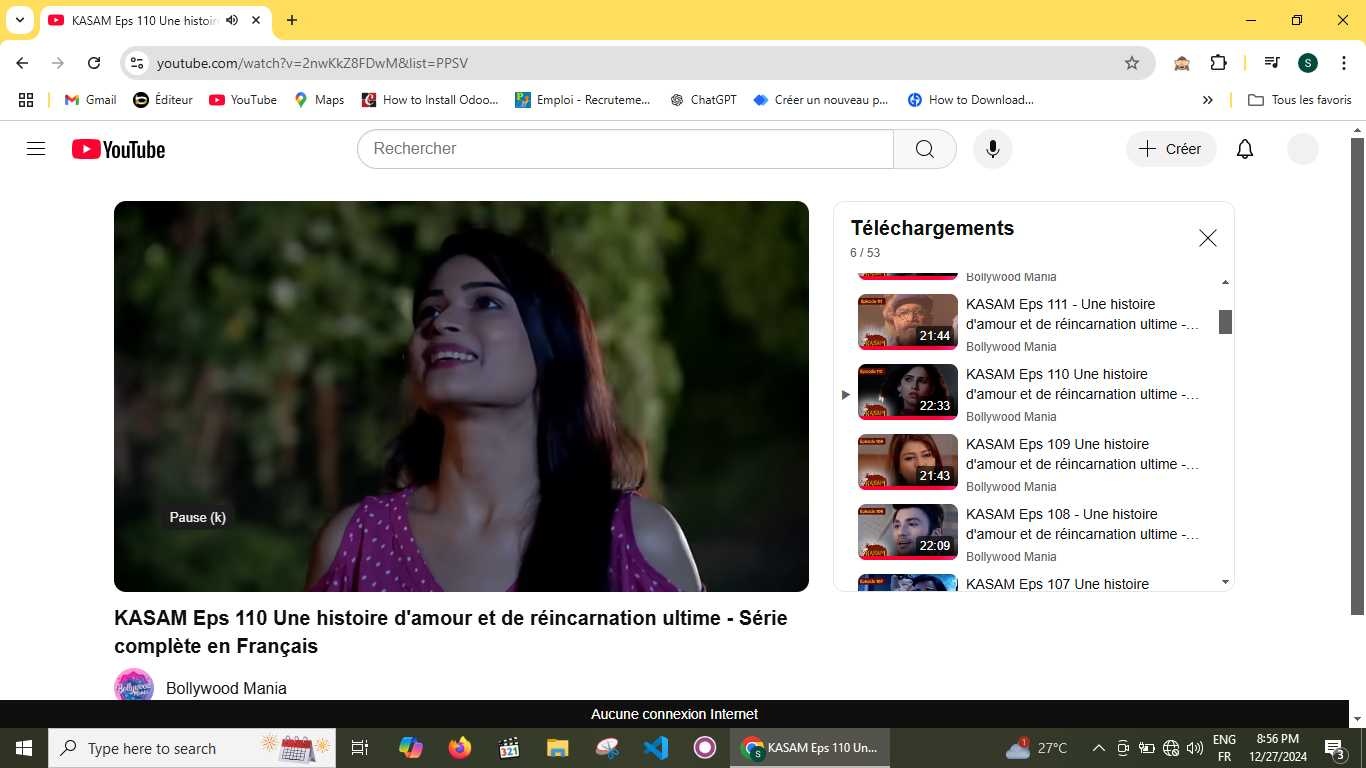 KASAM Eps 110 Une histoir
youtube.com/watch?v=2nwKkZ8FDwM&list=PPSV
S
Gmail
Éditeur
YouTube
Maps
How to Install Odoo...
Emploi - Recruteme...
ChatGPT
Créer un nouveau p...
How to Download...
Tous les favoris
YouTube
Rechercher
Créer
Pause (k)
Téléchargements
6 / 53
Bollywood Mania
KASAM Eps 111 - Une histoire
d'amour et de réincarnation ultime -...
Bollywood Mania
21:44
KASAM Eps 110 Une histoire
d'amour et de réincarnation ultime -...
Bollywood Mania
22:33
KASAM Eps 109 Une histoire
d'amour et de réincarnation ultime -...
Bollywood Mania
21:43
KASAM Eps 108 - Une histoire
d'amour et de réincarnation ultime -...
Bollywood Mania
22:09
KASAM Eps 107 Une histoire
KASAM Eps 110 Une histoire d'amour et de réincarnation ultime - Série
complète en Français
Bollywood Mania
Aucune connexion Internet
Type here to search
321
KASAM Eps 110 Un...
1
27°C
ENG
FR
8:56 PM
12/27/2024
3